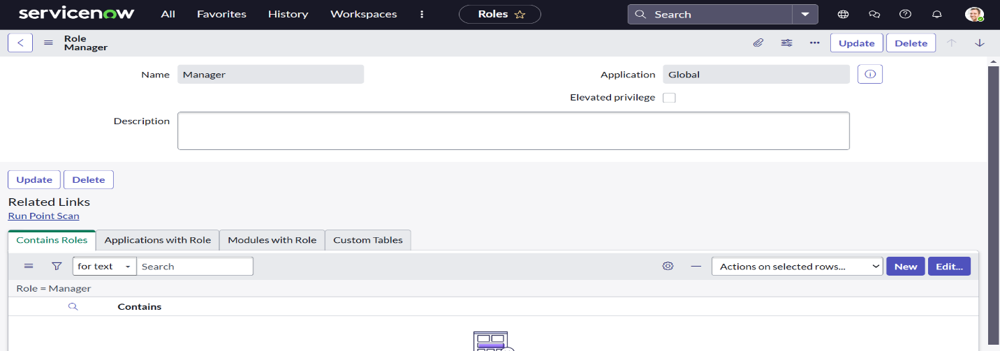 servicenow All Favorites History Workspaces Roles Search
Role
Manager
Update Delete
Name Manager Application Global
Elevated privilege
Description
Update Delete
Related Links
Run Point Scan
Contains Roles Applications with Role Modules with Role Custom Tables
for text Search Actions on selected rows... New Edit...
Role = Manager
Contains